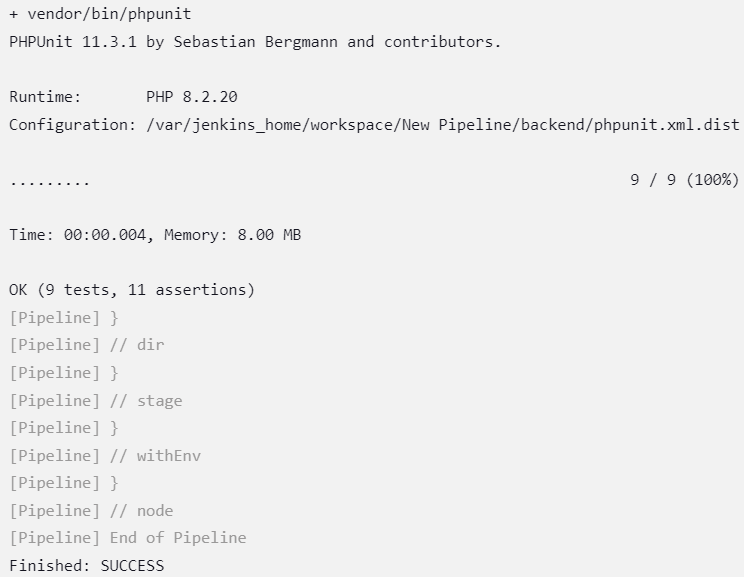 + vendor/bin/phpunit
PHPUnit 11.3.1 by Sebastian Bergmann and contributors.
Runtime:       PHP 8.2.20
Configuration: /var/jenkins_home/workspace/New Pipeline/backend/phpunit.xml.dist
.........                                                           9 / 9 (100%)
Time: 00:00.004, Memory: 8.00 MB
OK (9 tests, 11 assertions)
[Pipeline] }
[Pipeline] // dir
[Pipeline] }
[Pipeline] // stage
[Pipeline] }
[Pipeline] // withEnv
[Pipeline] }
[Pipeline] // node
[Pipeline] End of Pipeline
Finished: SUCCESS